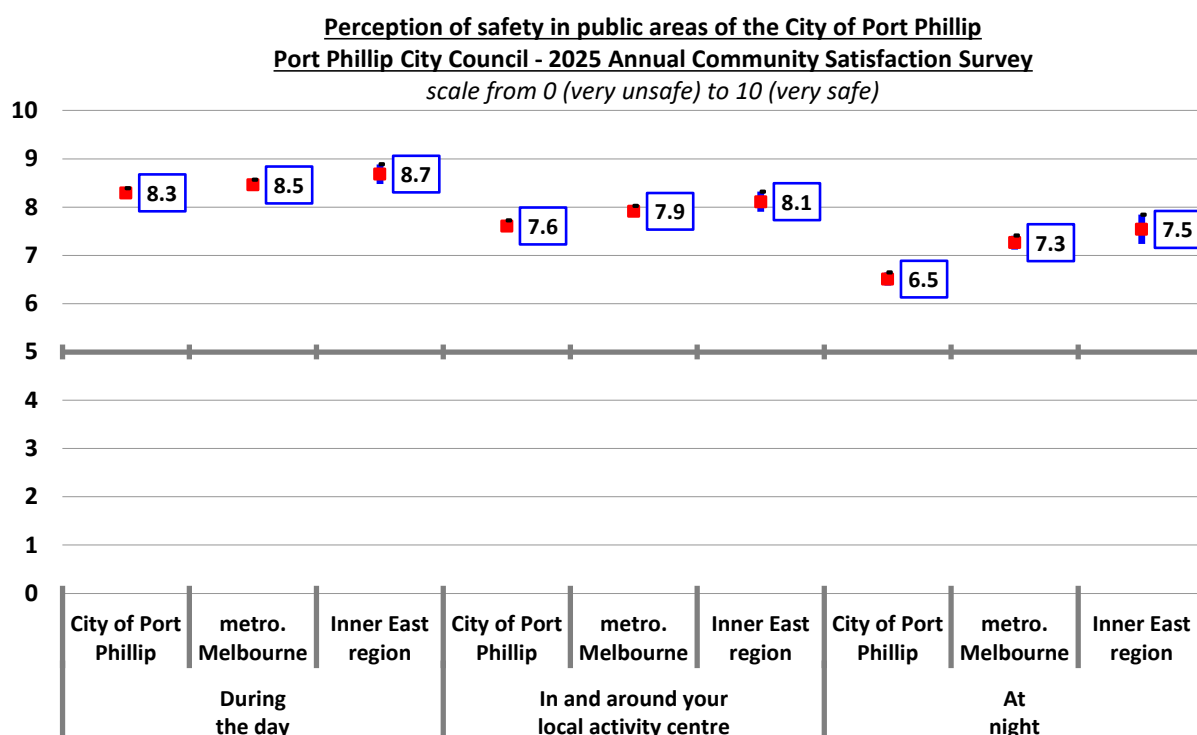 Perception of safety in public areas of the City of Port Phillip
Port Phillip City Council - 2025 Annual Community Satisfaction Survey
scale from 0 (very unsafe) to 10 (very safe)
10
9
8
7
6
5
4
3
2
1
0
8.3
8.5
8.7
7.6
7.9
8.1
6.5
7.3
7.5
City of Port
Phillip
metro.
Melbourne
Inner East
region
City of Port
Phillip
metro.
Melbourne
Inner East
region
City of Port
Phillip
metro.
Melbourne
Inner East
region
During
the day
In and around your
local activity centre
At
night